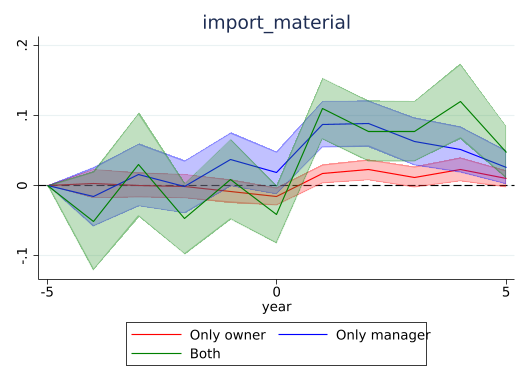 import_material
.2
.1
0
-.1
-5 0 5
year
Only owner Only manager
Both